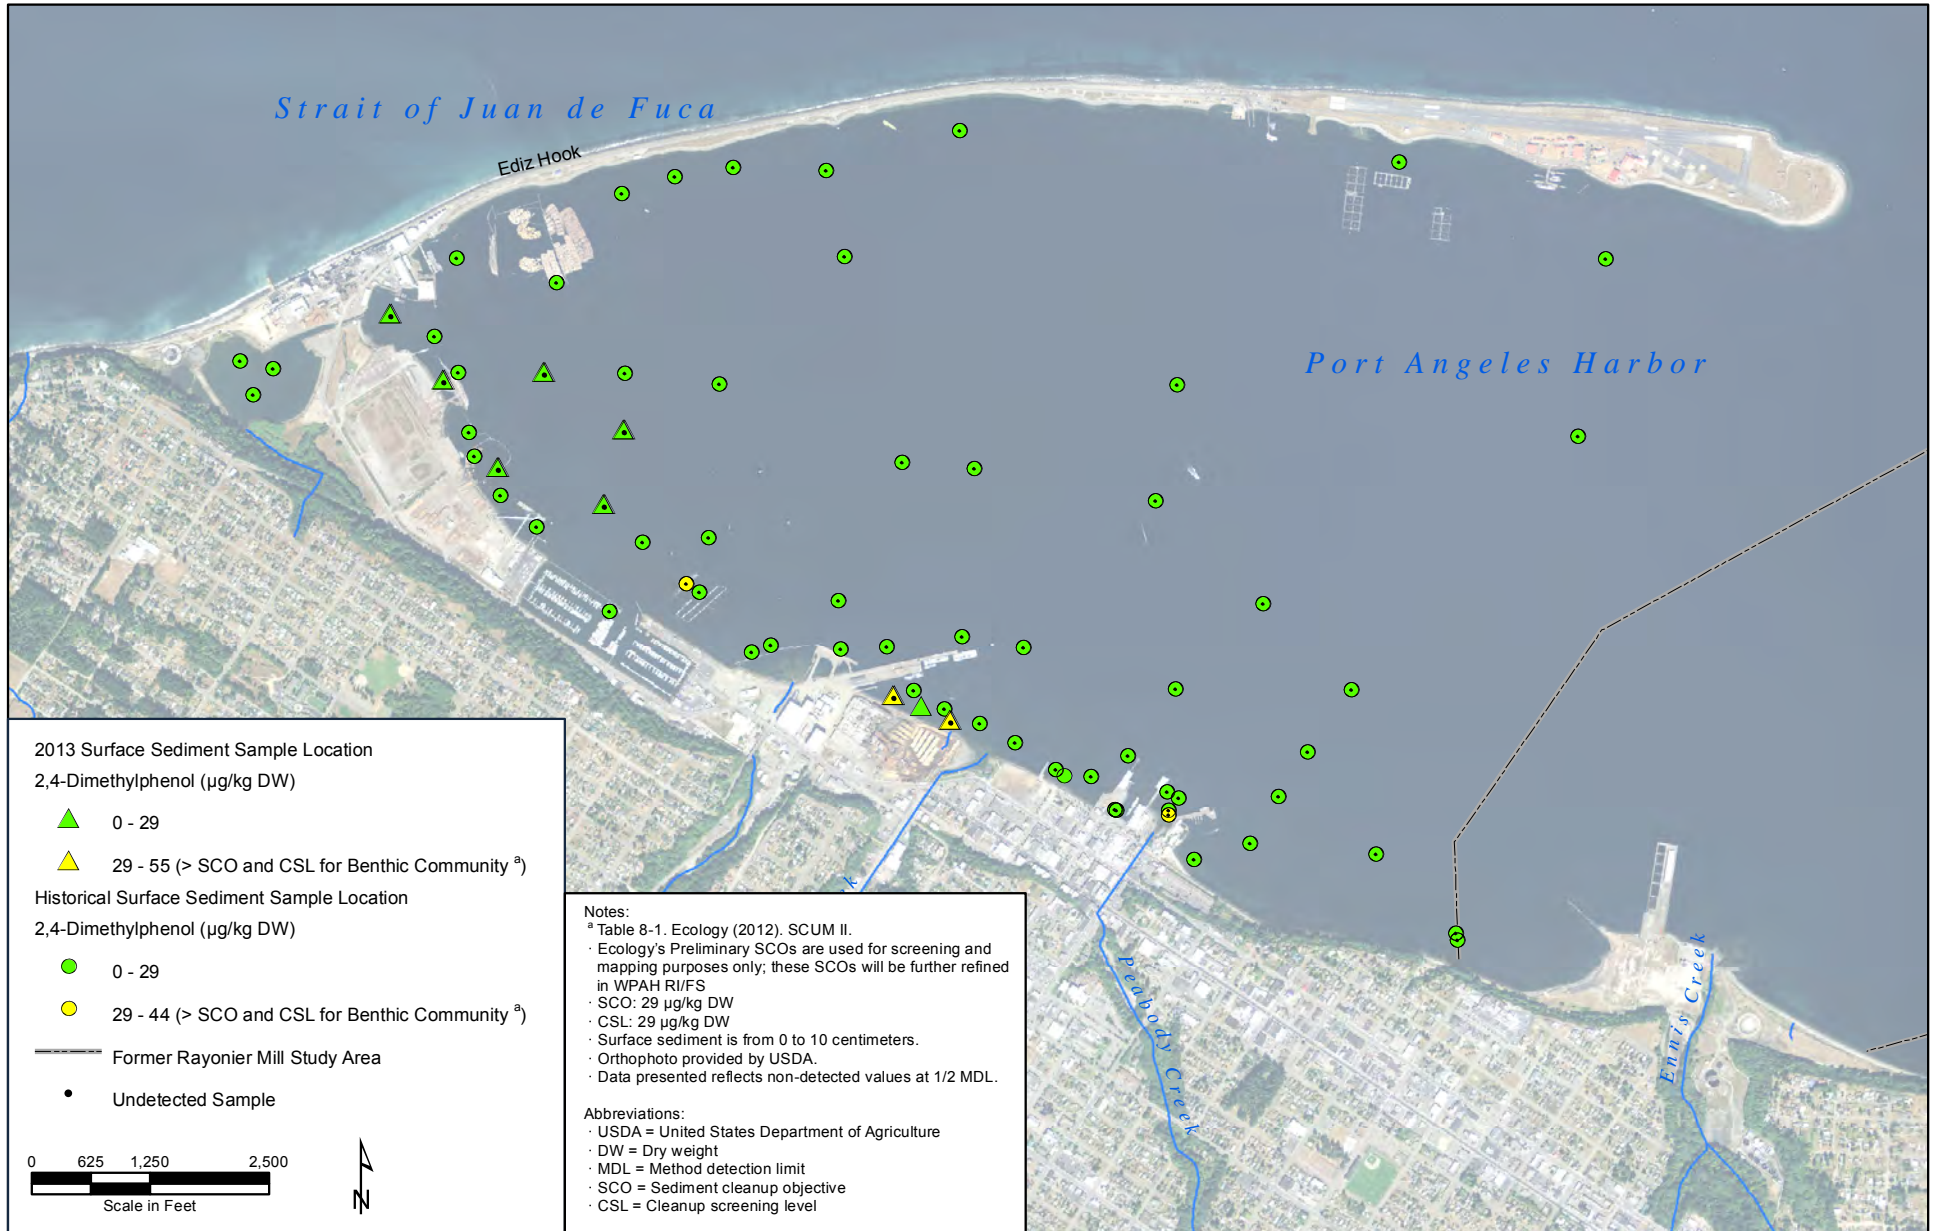 Strait of Juan de Fuca
Ediz Hook
Port Angeles Harbor
Peabody Creek
Ennis Creek
k
2013 Surface Sediment Sample Location
2,4-Dimethylphenol (µg/kg DW)
0 - 29
29 - 55 (> SCO and CSL for Benthic Community a)
Historical Surface Sediment Sample Location
2,4-Dimethylphenol (µg/kg DW)
0 - 29
29 - 44 (> SCO and CSL for Benthic Community a)
Former Rayonier Mill Study Area
Undetected Sample
0 625 1,250 2,500
Scale in Feet
N
Notes:
a Table 8-1. Ecology (2012). SCUM II.
· Ecology's Preliminary SCOs are used for screening and
mapping purposes only; these SCOs will be further refined
in WPAH RI/FS
· SCO: 29 µg/kg DW
· CSL: 29 µg/kg DW
· Surface sediment is from 0 to 10 centimeters.
· Orthophoto provided by USDA.
· Data presented reflects non-detected values at 1/2 MDL.
Abbreviations:
· USDA = United States Department of Agriculture
· DW = Dry weight
· MDL = Method detection limit
· SCO = Sediment cleanup objective
· CSL = Cleanup screening level